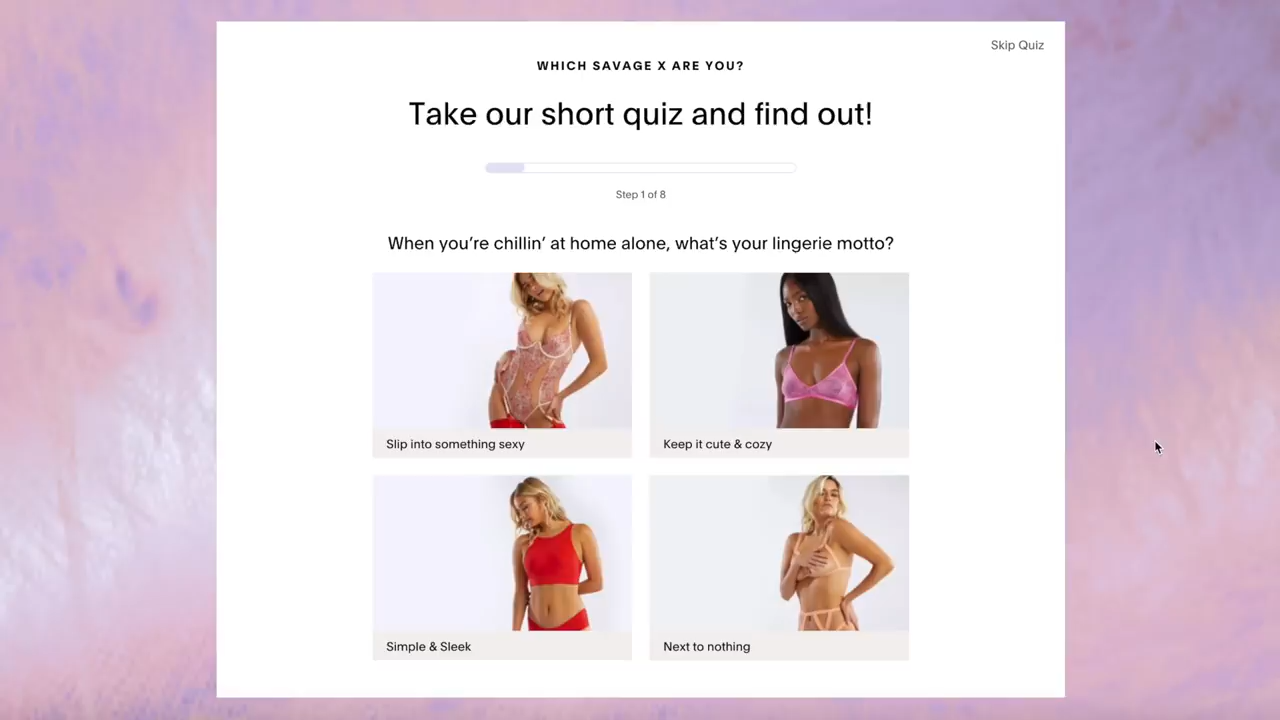 Skip Quiz
WHICH SAVAGE X ARE YOU?
Take our short quiz and find out!
Step 1 of 8
When you’re chillin’ at home alone, what’s your lingerie motto?
Slip into something sexy
Keep it cute & cozy
Simple & Sleek
Next to nothing